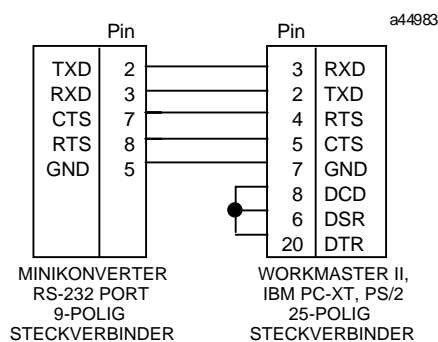 a44983
Pin Pin
TXD 2 3 RXD
RXD 3 2 TXD
CTS 7 4 RTS
RTS 8 5 CTS
GND 5 7 GND
8 DCD
6 DSR
20 DTR
MINIKONVERTER WORKMASTER II,
RS-232 PORT IBM PC-XT, PS/2
9-POLIG 25-POLIG
STECKVERBINDER STECKVERBINDER